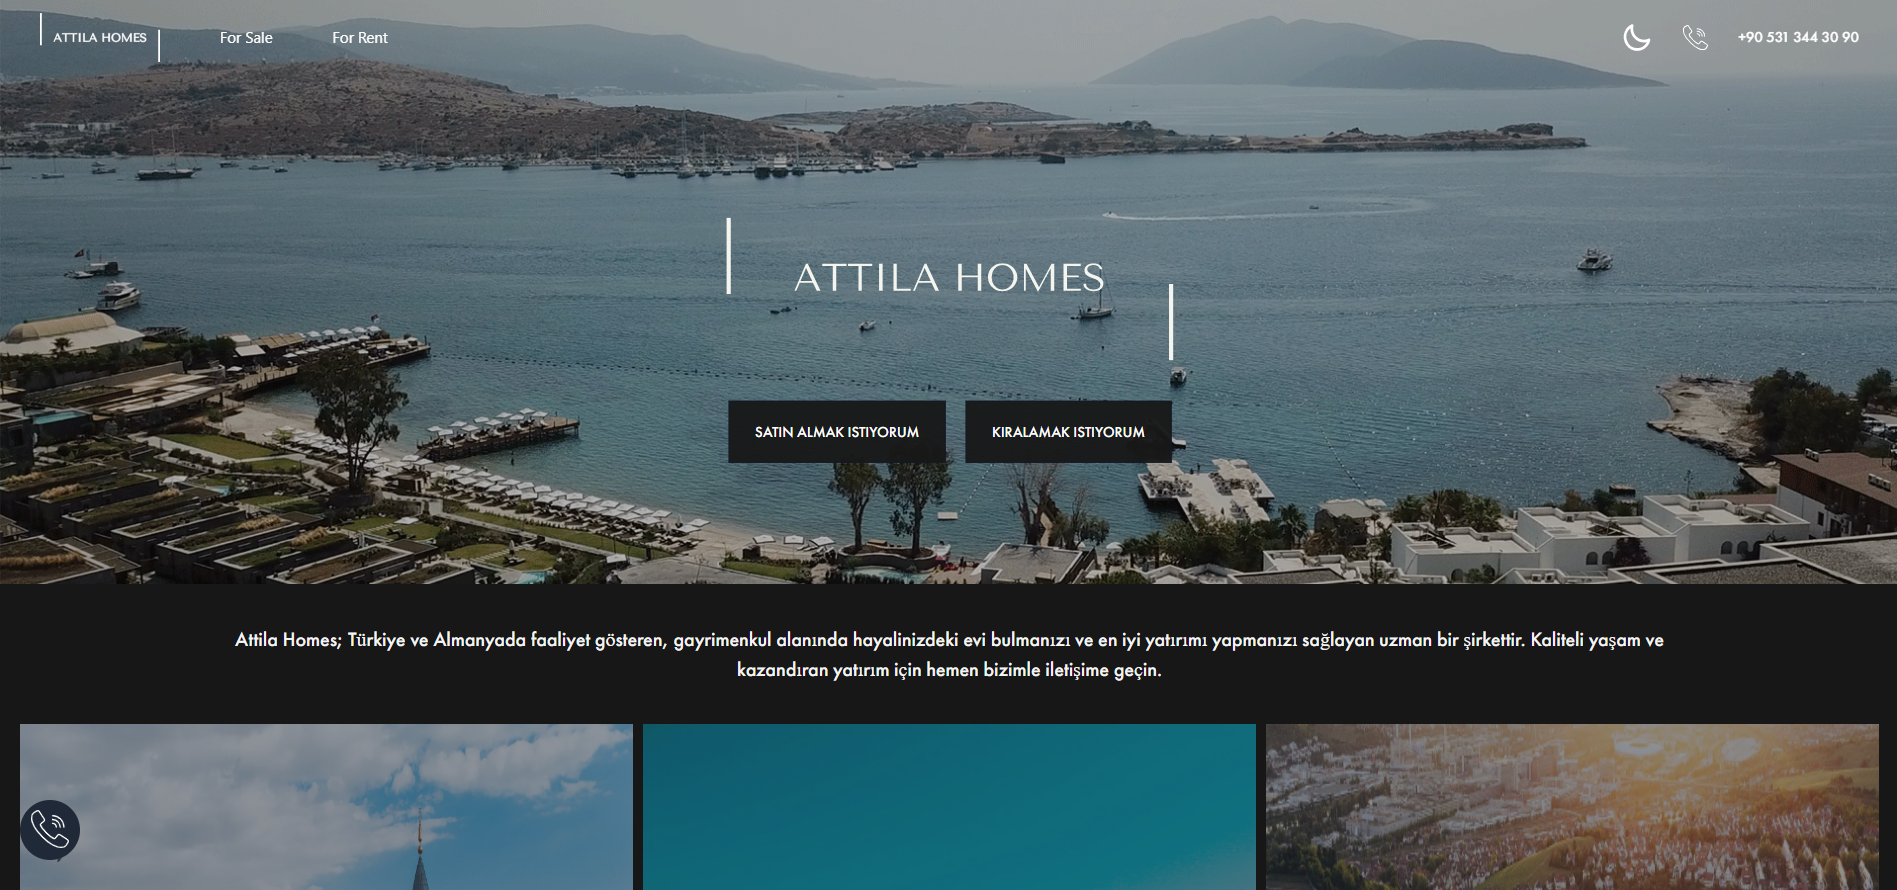 ATTILA HOMES
For Sale
For Rent
+90 531 344 30 90
ATTILA HOMES
SATIN ALMAK ISTIYORUM
KIRALAMAK ISTIYORUM
Attila Homes; Türkiye ve Almanyada faaliyet gösteren, gayrimenkul alanında hayalinizdeki evi bulmanızı ve en iyi yatırımı yapmanızı sağlayan uzman bir şirkettir. Kaliteli yaşam ve
kazandıran yatırım için hemen bizimle iletişime geçin.